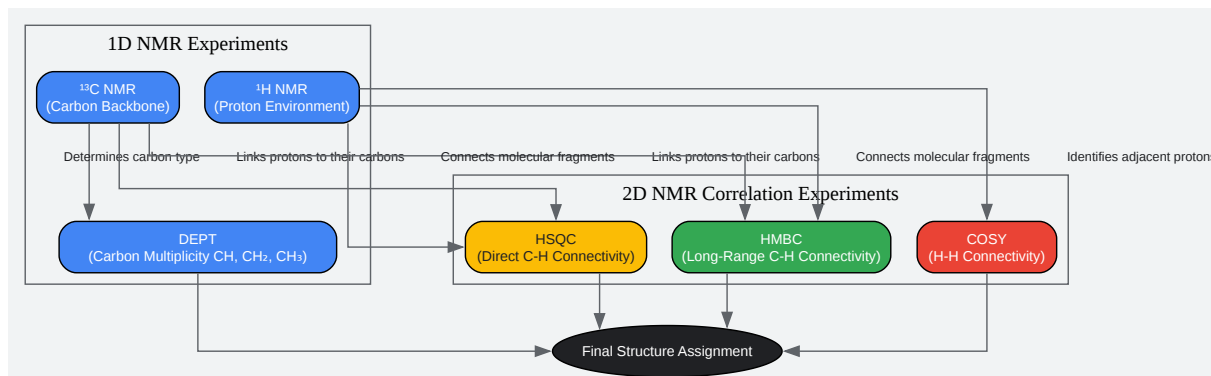 1D NMR Experiments
¹³C NMR
(Carbon Backbone)
¹H NMR
(Proton Environment)
Determines carbon type
Links protons to their carbons
Connects molecular fragments
Links protons to their carbons
Connects molecular fragments
Identifies adjacent protons
2D NMR Correlation Experiments
DEPT
(Carbon Multiplicity CH, CH₂, CH₃)
HSQC
(Direct C-H Connectivity)
HMBC
(Long-Range C-H Connectivity)
COSY
(H-H Connectivity)
Final Structure Assignment